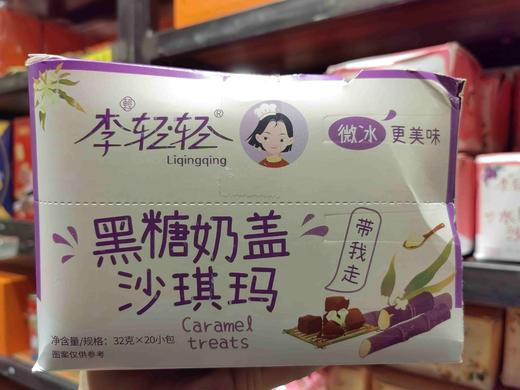 李轻轻®
Liqingqing
微冰 更美味
黑糖奶盖
沙琪玛
带我走
Caramel
treats
净含量/规格：32克×20小包
图案仅供参考